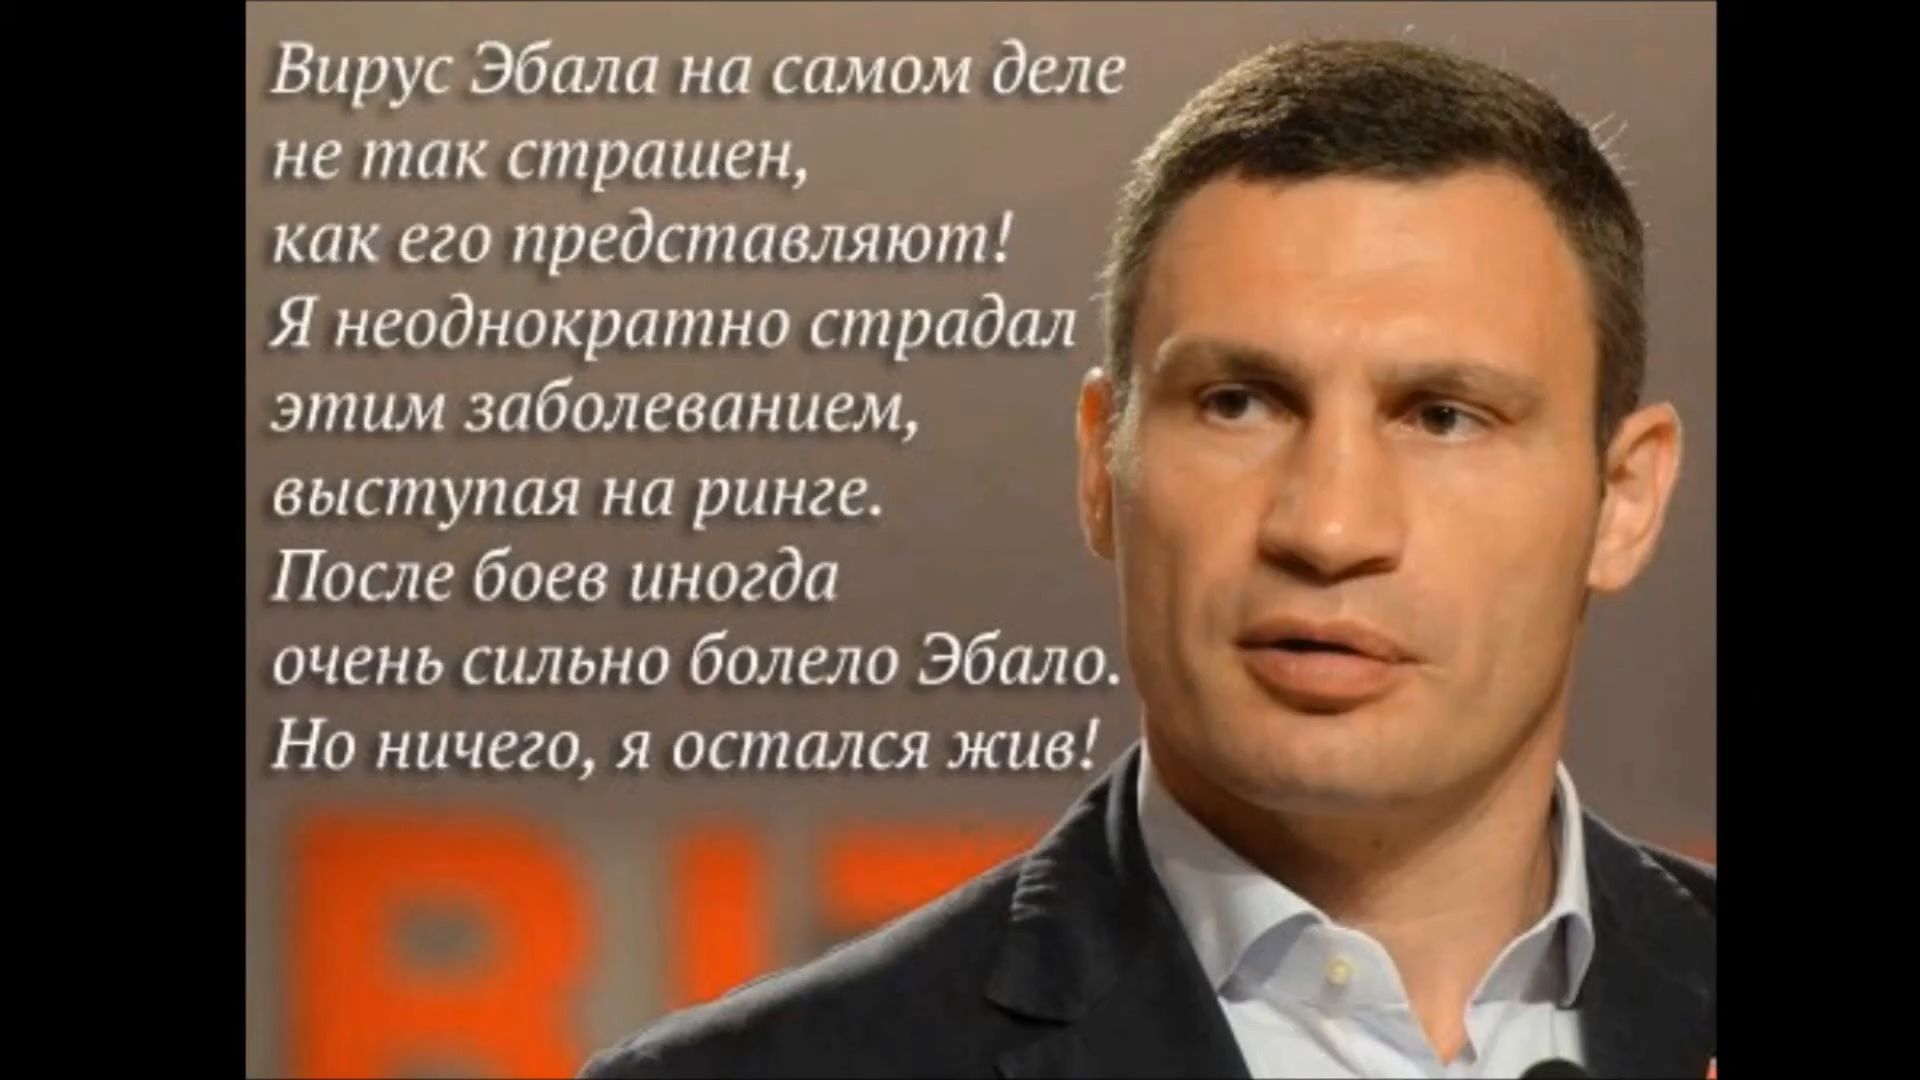 Вирус Эбала на самом деле
не так страшен,
как его представляют!
Я неоднократно страдал
этим заболеванием,
выступая на ринге.
После боев иногда
очень сильно болело Эбало.
Но ничего, я остался жив!